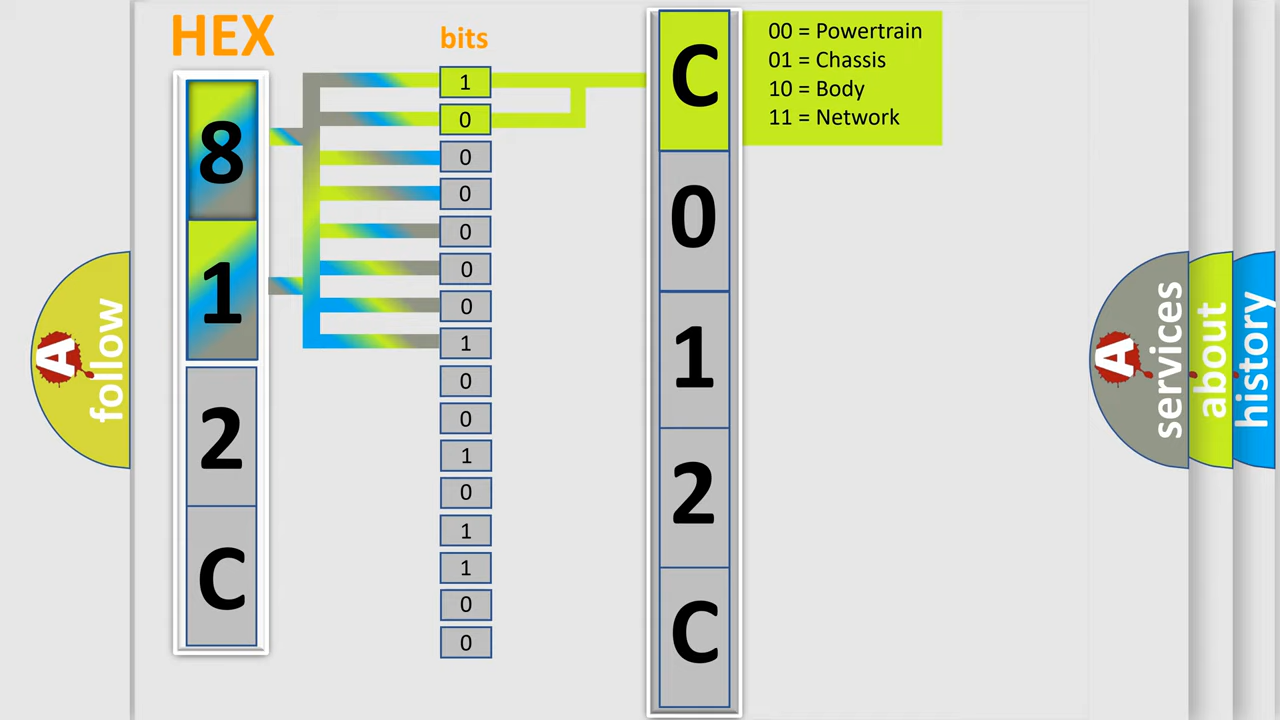 HEX
8
1
2
C
bits
1
0
0
0
0
0
0
1
0
0
1
0
1
1
0
0
C
0
1
2
C
00 = Powertrain
01 = Chassis
10 = Body
11 = Network
A
follow
A
services
about
history